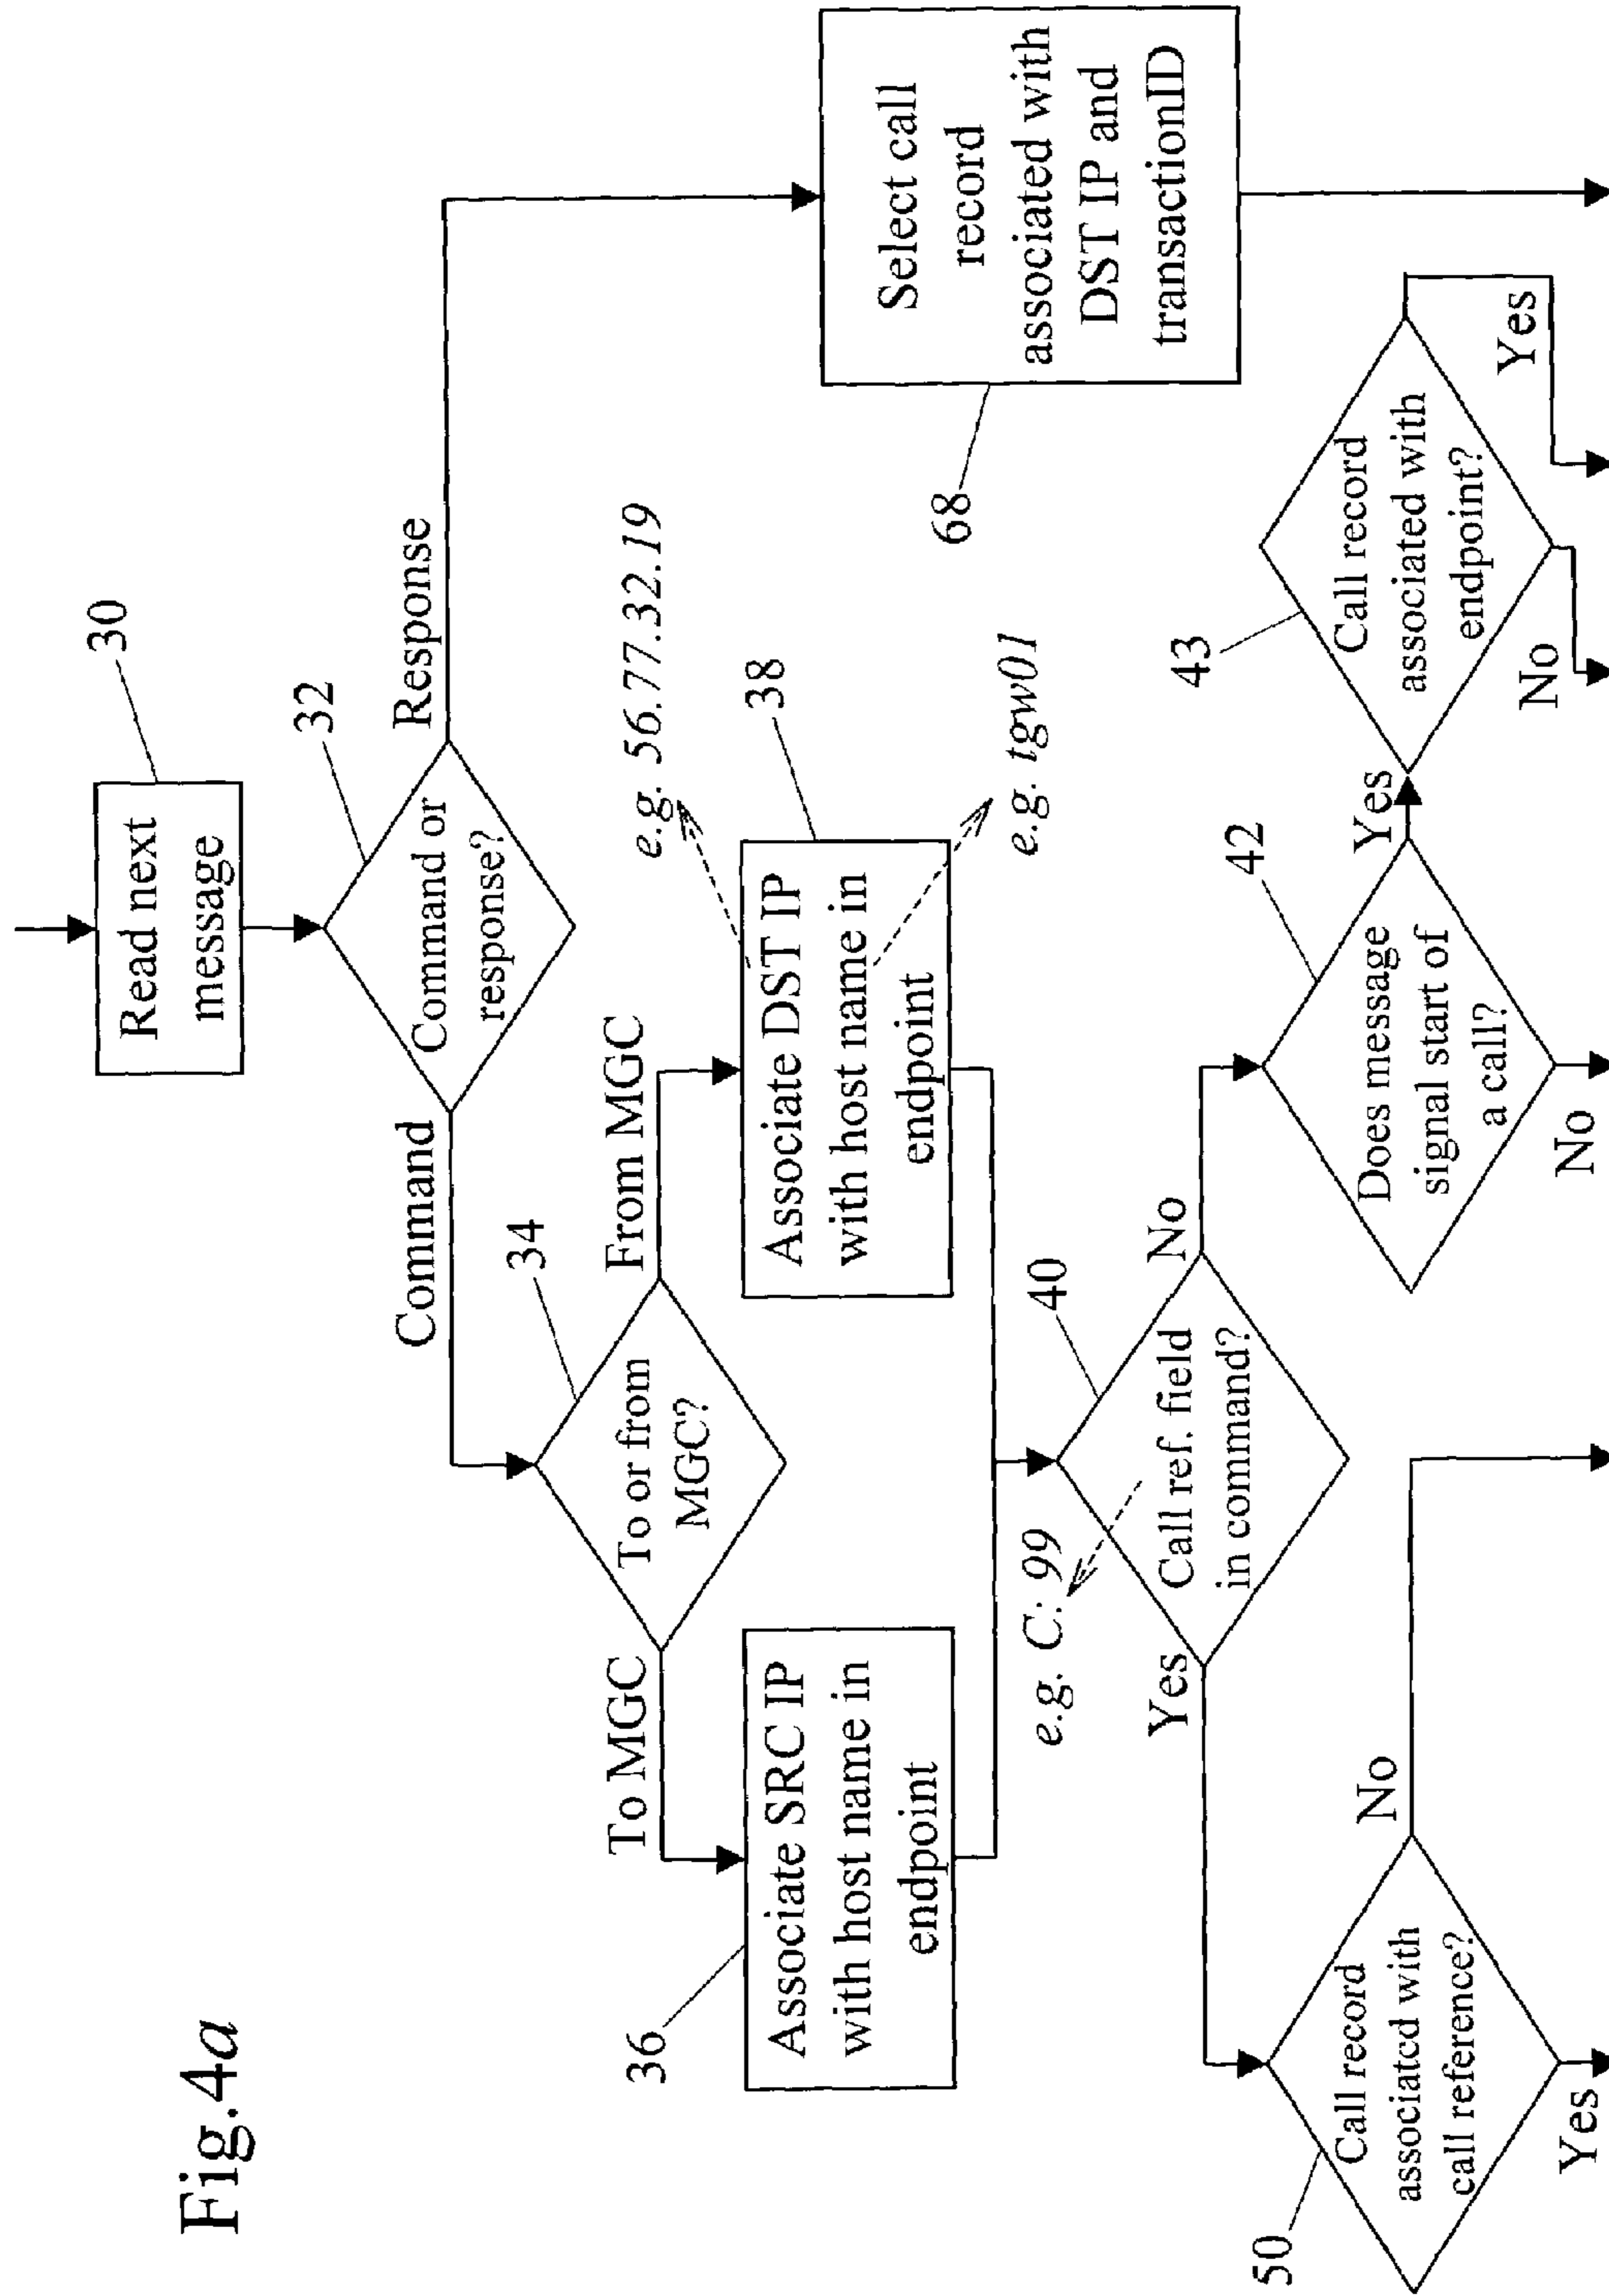 Fig.4a
30
Read next
message
32
Command or
response?
Command
Response
34
To or from
MGC?
To MGC
From MGC
e.g. 56.77.32.19
36
Associate SRC IP
with host name in
endpoint
38
Associate DST IP
with host name in
endpoint
e.g. tgw01
68
Select call
record
associated with
DST IP and
transactionID
e.g. C: 99
40
Call ref. field
in command?
Yes
No
50
Call record
associated with
call reference?
No
Yes
42
Does message
signal start of
a call?
Yes
No
43
Call record
associated with
endpoint?
No
Yes